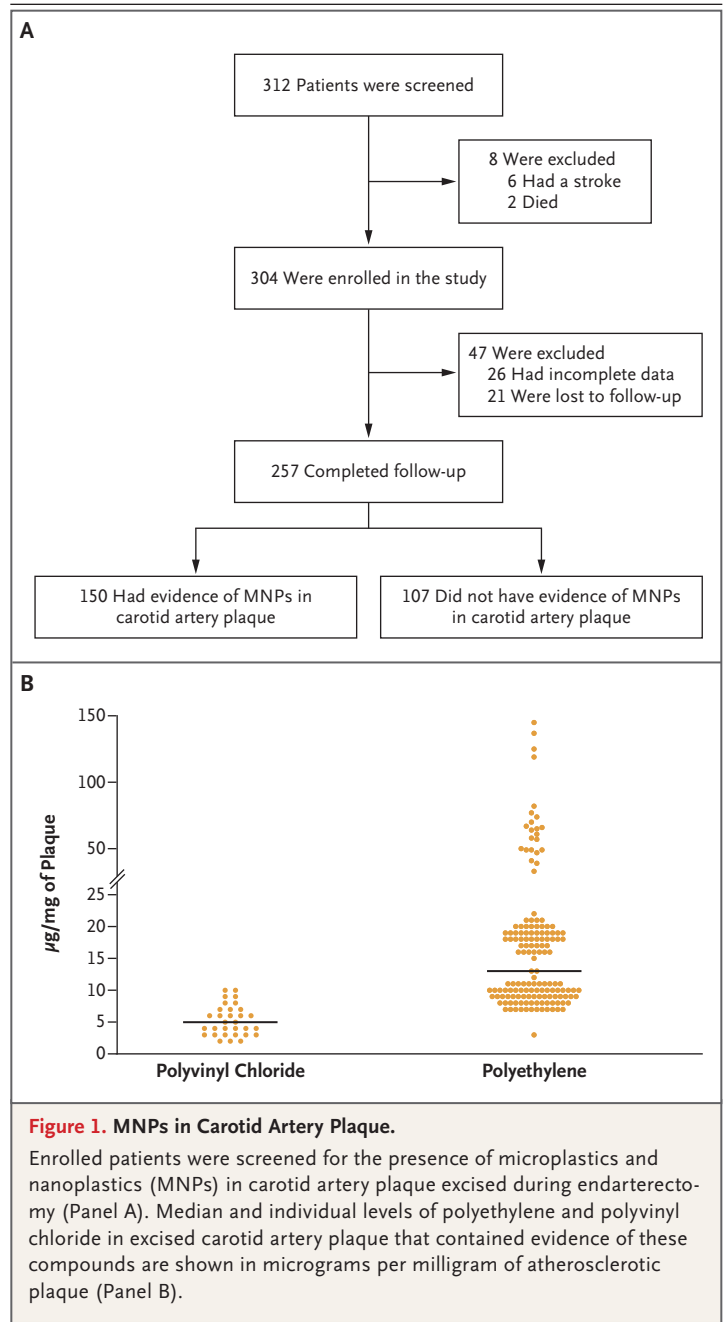 A
312 Patients were screened
8 Were excluded
6 Had a stroke
2 Died
304 Were enrolled in the study
47 Were excluded
26 Had incomplete data
21 Were lost to follow-up
257 Completed follow-up
150 Had evidence of MNPs in
carotid artery plaque
107 Did not have evidence of MNPs
in carotid artery plaque
B
µg/mg of Plaque
150
100
50
25
20
15
10
5
0
Polyvinyl Chloride
Polyethylene
Figure 1. MNPs in Carotid Artery Plaque.
Enrolled patients were screened for the presence of microplastics and
nanoplastics (MNPs) in carotid artery plaque excised during endarterecto-
my (Panel A). Median and individual levels of polyethylene and polyvinyl
chloride in excised carotid artery plaque that contained evidence of these
compounds are shown in micrograms per milligram of atherosclerotic
plaque (Panel B).